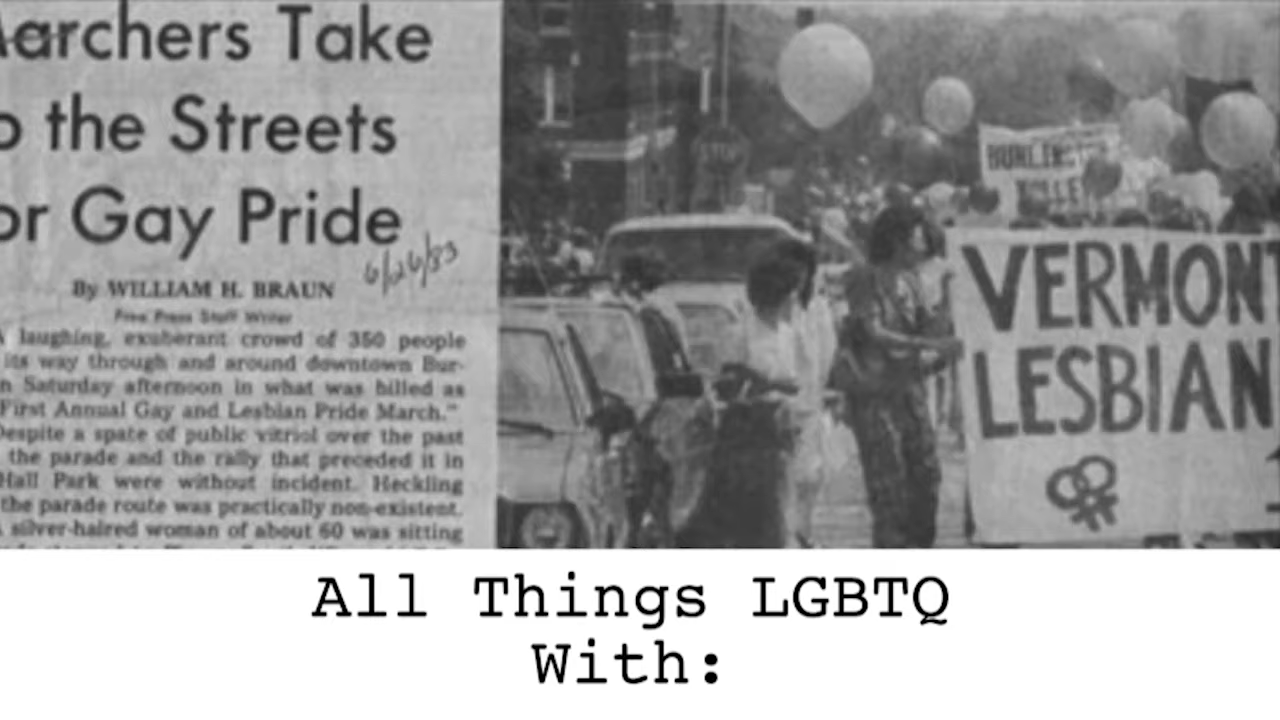 Marchers Take
o the Streets
or Gay Pride
6/26/83
By WILLIAM H. BRAUN
Free Press Staff Writer
A laughing, exuberant crowd of 350 people
its way through and around downtown Bur-
n Saturday afternoon in what was billed as
"First Annual Gay and Lesbian Pride March."
Despite a spate of public vitriol over the past
the parade and the rally that preceded it in
Hall Park were without incident. Heckling
the parade route was practically non-existent.
A silver-haired woman of about 60 was sitting
STOP
BURLINGTON
VERMONT
LESBIAN
All Things LGBTQ
With: